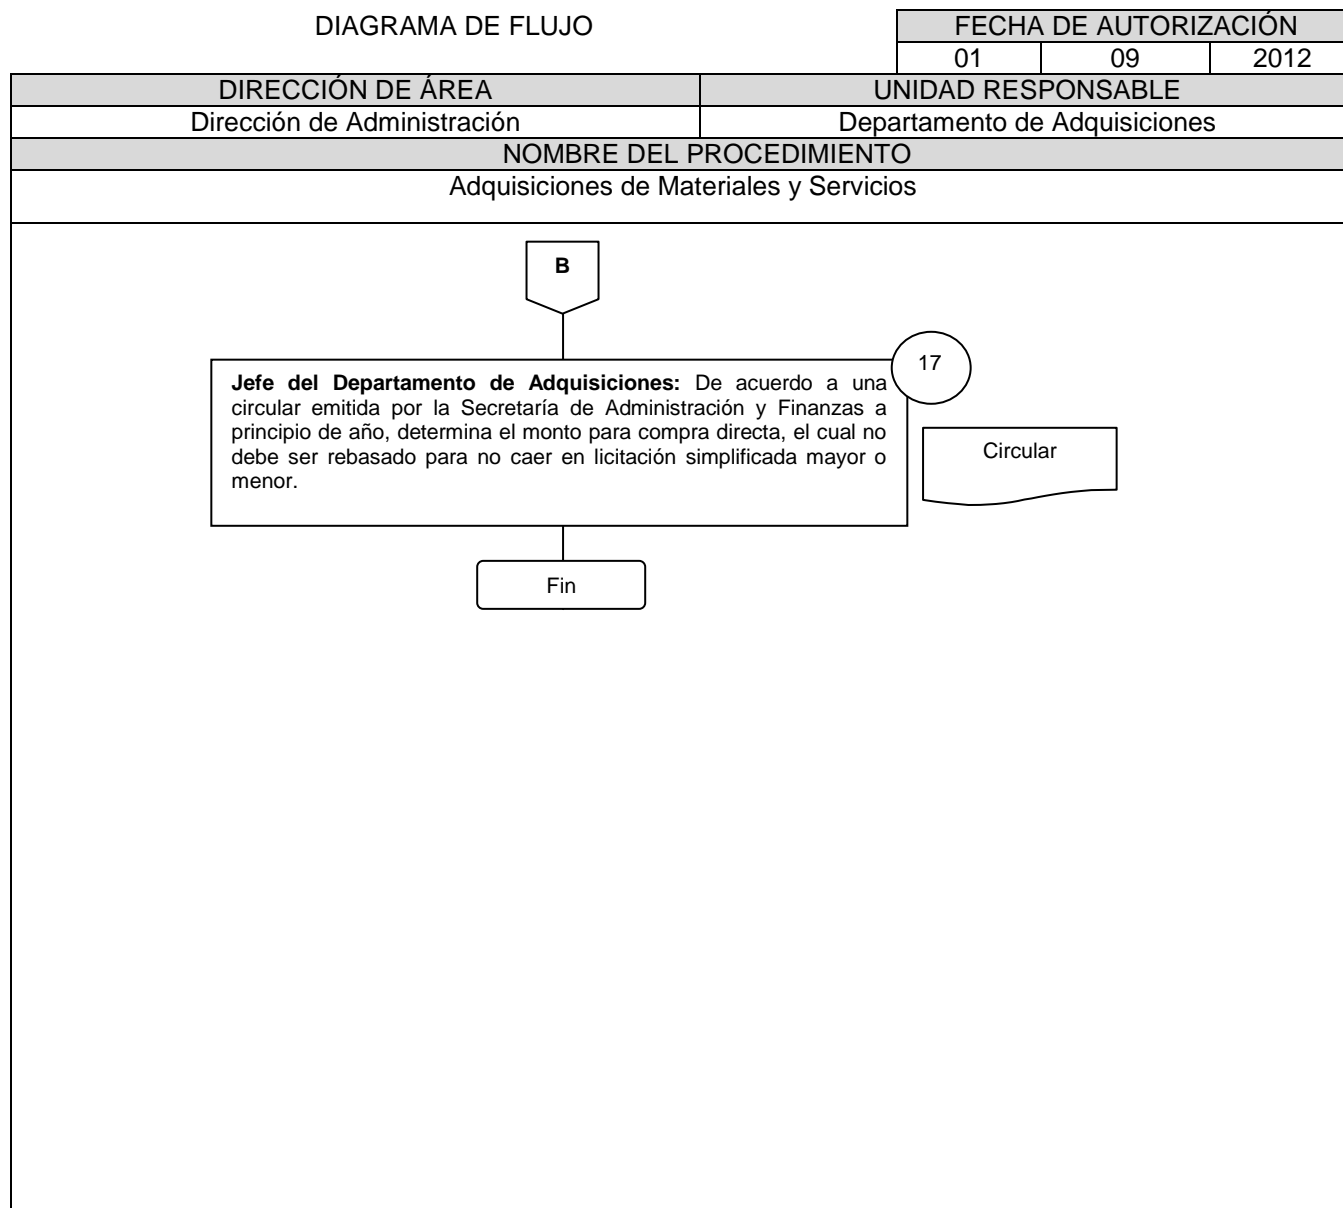 DIAGRAMA DE FLUJO
FECHA DE AUTORIZACIÓN
01 09 2012
DIRECCIÓN DE ÁREA UNIDAD RESPONSABLE
Dirección de Administración Departamento de Adquisiciones
NOMBRE DEL PROCEDIMIENTO
Adquisiciones de Materiales y Servicios
B
17
Jefe del Departamento de Adquisiciones: De acuerdo a una
circular emitida por la Secretaría de Administración y Finanzas a
principio de año, determina el monto para compra directa, el cual no
debe ser rebasado para no caer en licitación simplificada mayor o
menor.
Circular
Fin